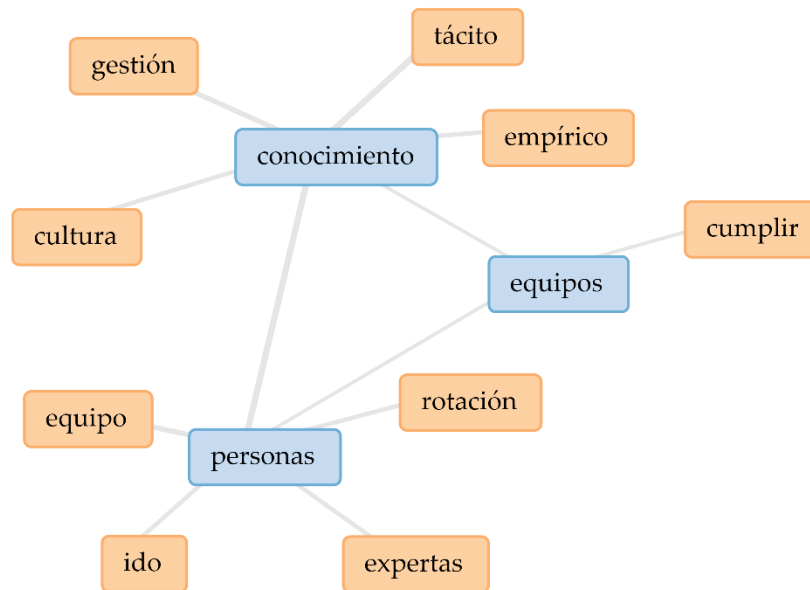 tácito
gestión
empírico
conocimiento
cultura
cumplir
equipos
rotación
equipo
personas
ido
expertas